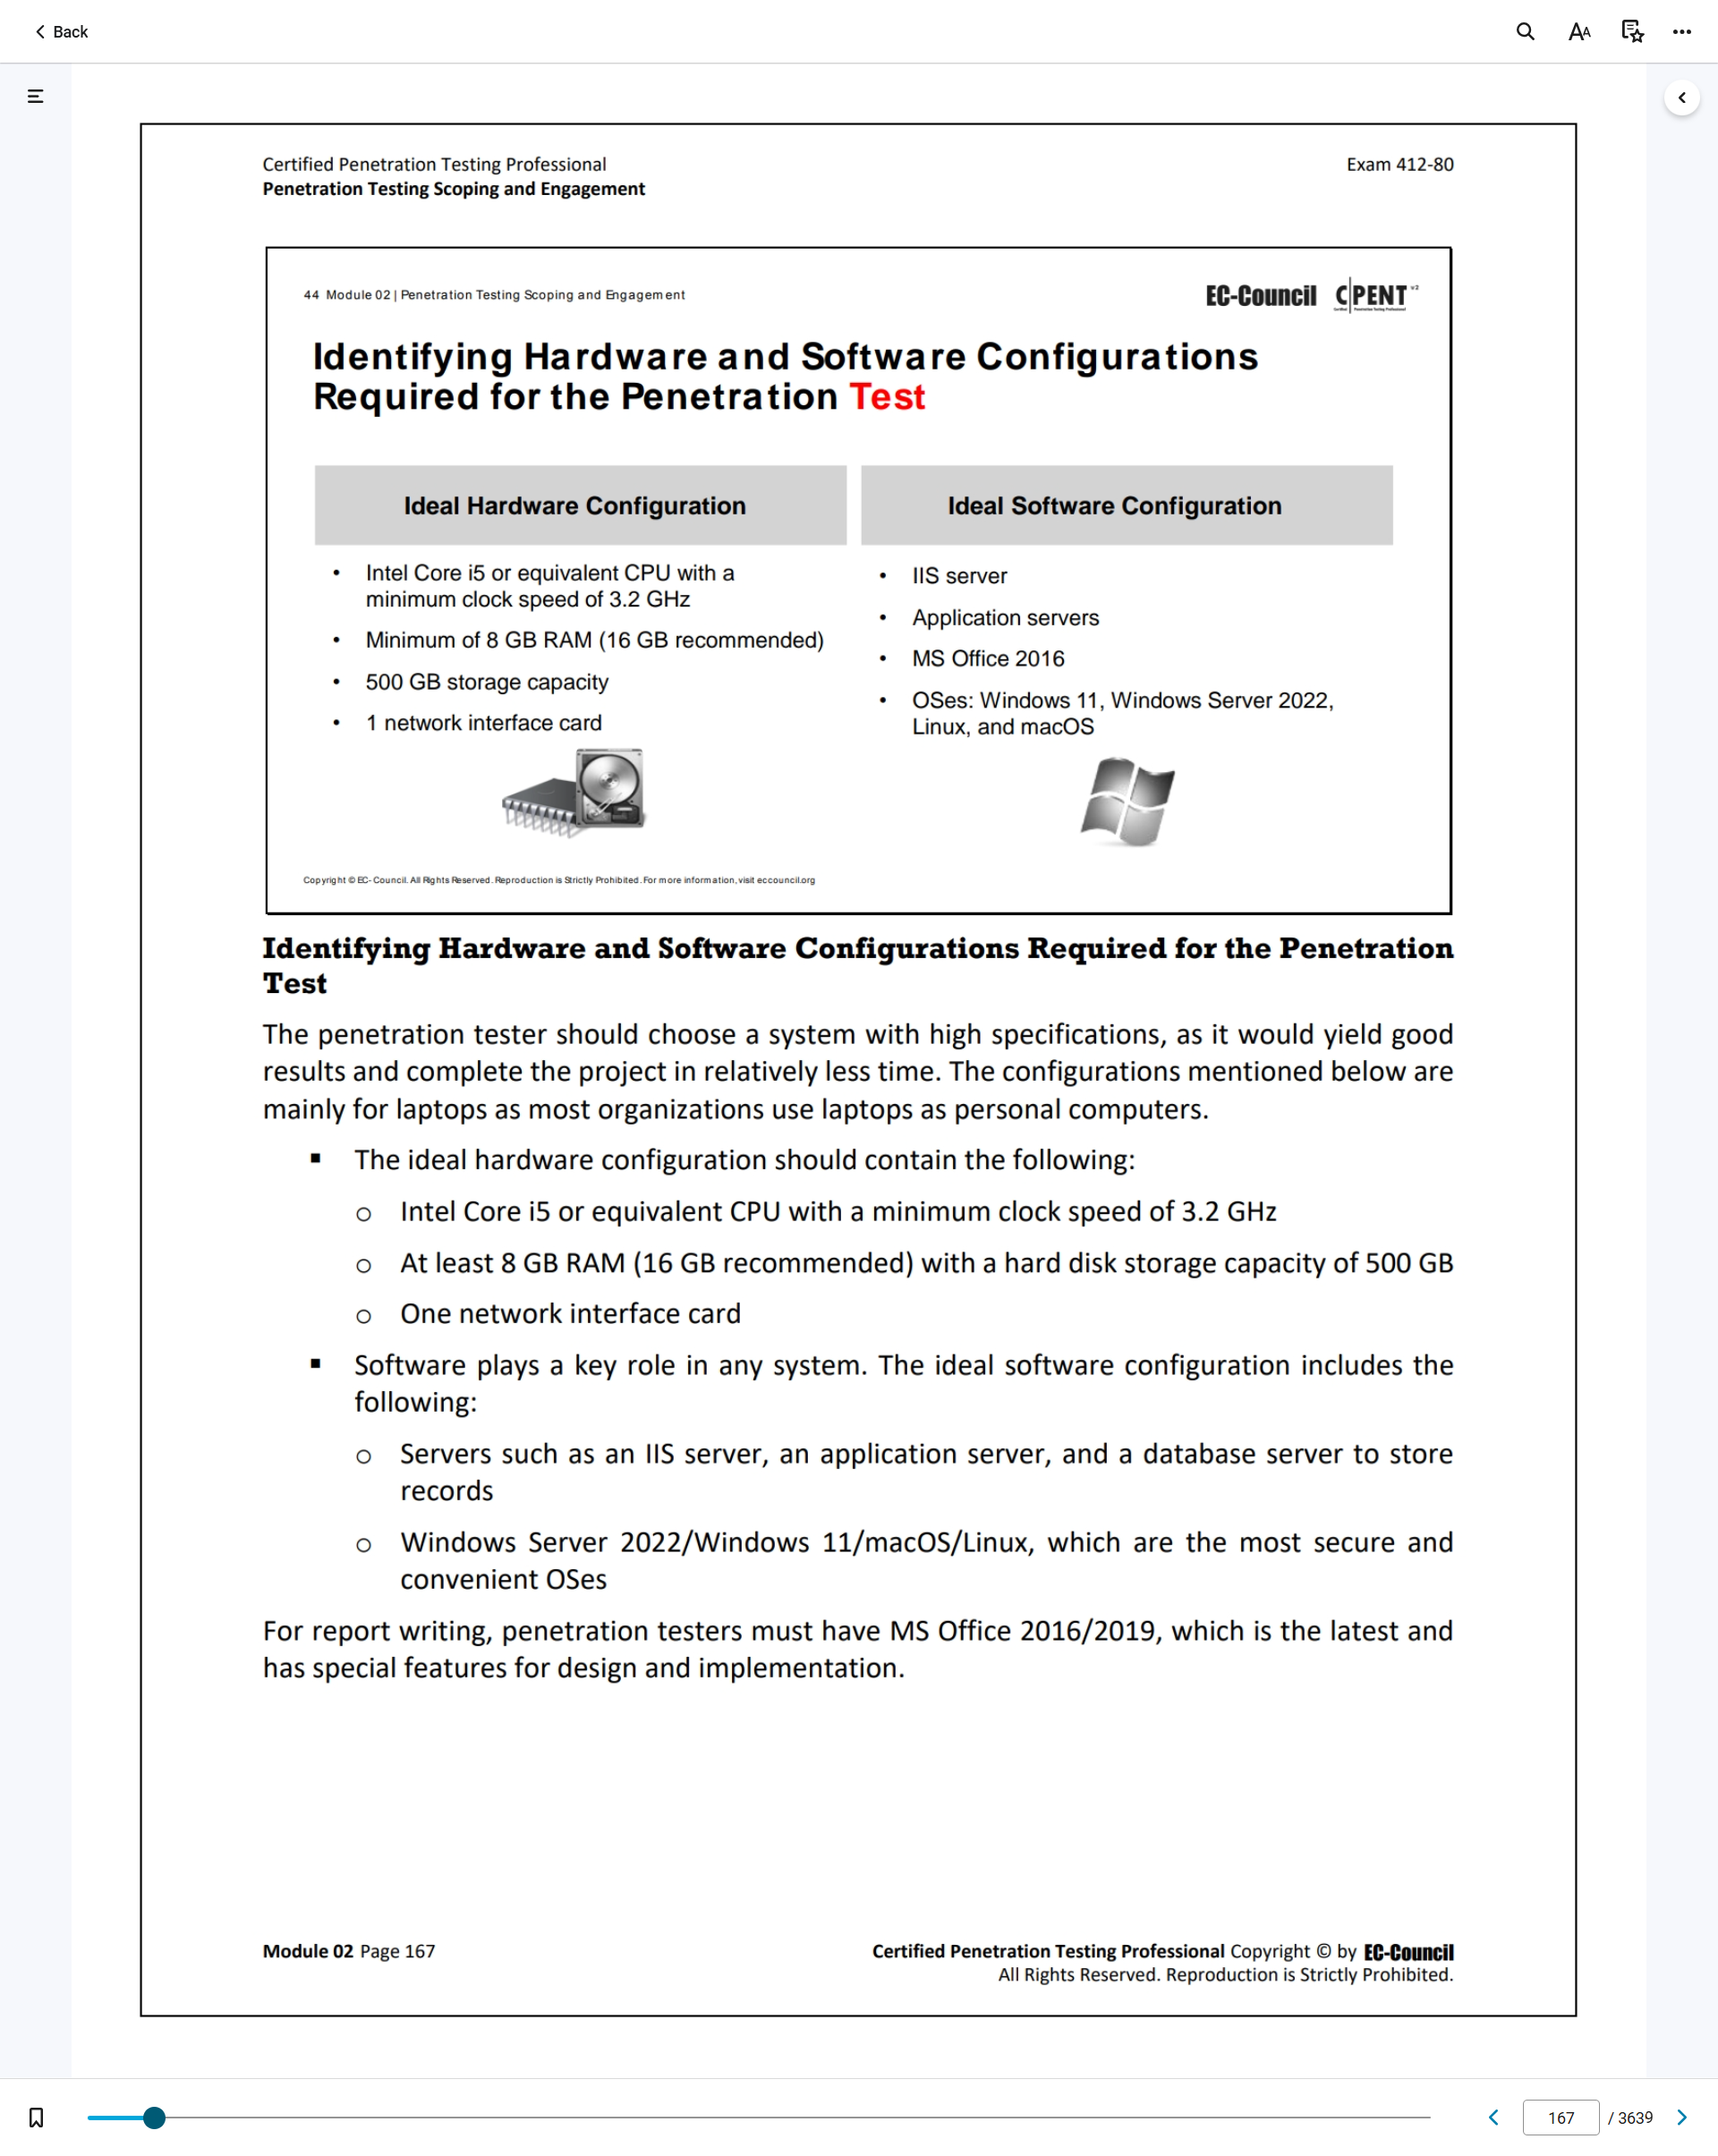 Back
Certified Penetration Testing Professional
Exam 412-80
Penetration Testing Scoping and Engagement
44 Module 02 | Penetration Testing Scoping and Engagement
EC-Council C|PENT v2
Identifying Hardware and Software Configurations
Required for the Penetration Test
Ideal Hardware Configuration
• Intel Core i5 or equivalent CPU with a
minimum clock speed of 3.2 GHz
• Minimum of 8 GB RAM (16 GB recommended)
• 500 GB storage capacity
• 1 network interface card
Ideal Software Configuration
• IIS server
• Application servers
• MS Office 2016
• OSes: Windows 11, Windows Server 2022,
Linux, and macOS
Copyright © EC-Council. All Rights Reserved. Reproduction is Strictly Prohibited. For more information, visit eccouncil.org
Identifying Hardware and Software Configurations Required for the Penetration
Test
The penetration tester should choose a system with high specifications, as it would yield good
results and complete the project in relatively less time. The configurations mentioned below are
mainly for laptops as most organizations use laptops as personal computers.
▪ The ideal hardware configuration should contain the following:
o Intel Core i5 or equivalent CPU with a minimum clock speed of 3.2 GHz
o At least 8 GB RAM (16 GB recommended) with a hard disk storage capacity of 500 GB
o One network interface card
▪ Software plays a key role in any system. The ideal software configuration includes the
following:
o Servers such as an IIS server, an application server, and a database server to store
records
o Windows Server 2022/Windows 11/macOS/Linux, which are the most secure and
convenient OSes
For report writing, penetration testers must have MS Office 2016/2019, which is the latest and
has special features for design and implementation.
Module 02 Page 167
Certified Penetration Testing Professional Copyright © by EC-Council
All Rights Reserved. Reproduction is Strictly Prohibited.
167 / 3639